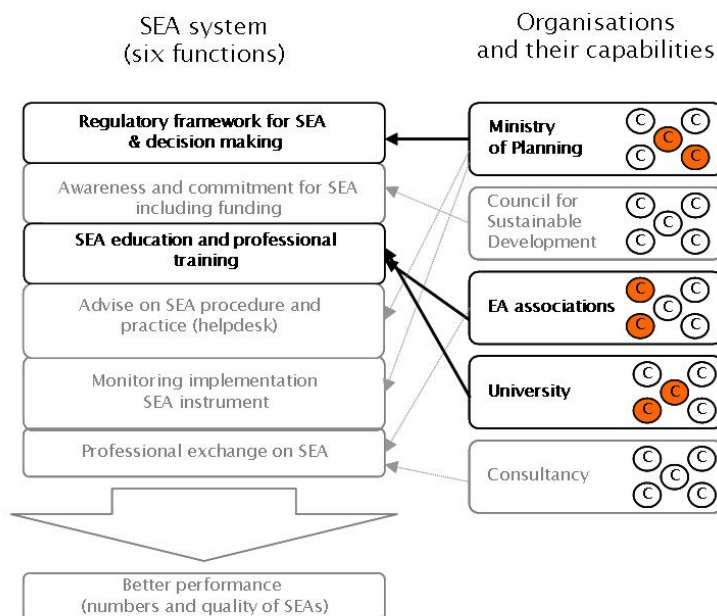 SEA system
(six functions)
Organisations
and their capabilities
Regulatory framework for SEA
& decision making
Awareness and commitment for SEA
including funding
SEA education and professional
training
Advise on SEA procedure and
practice (helpdesk)
Monitoring implementation
SEA instrument
Professional exchange on SEA
Better performance
(numbers and quality of SEAs)
Ministry
of Planning
C C
C
C C
Council for
Sustainable
Development
C C
C
C C
EA associations
C C
C
C C
University
C C
C
C C
Consultancy
C C
C
C C